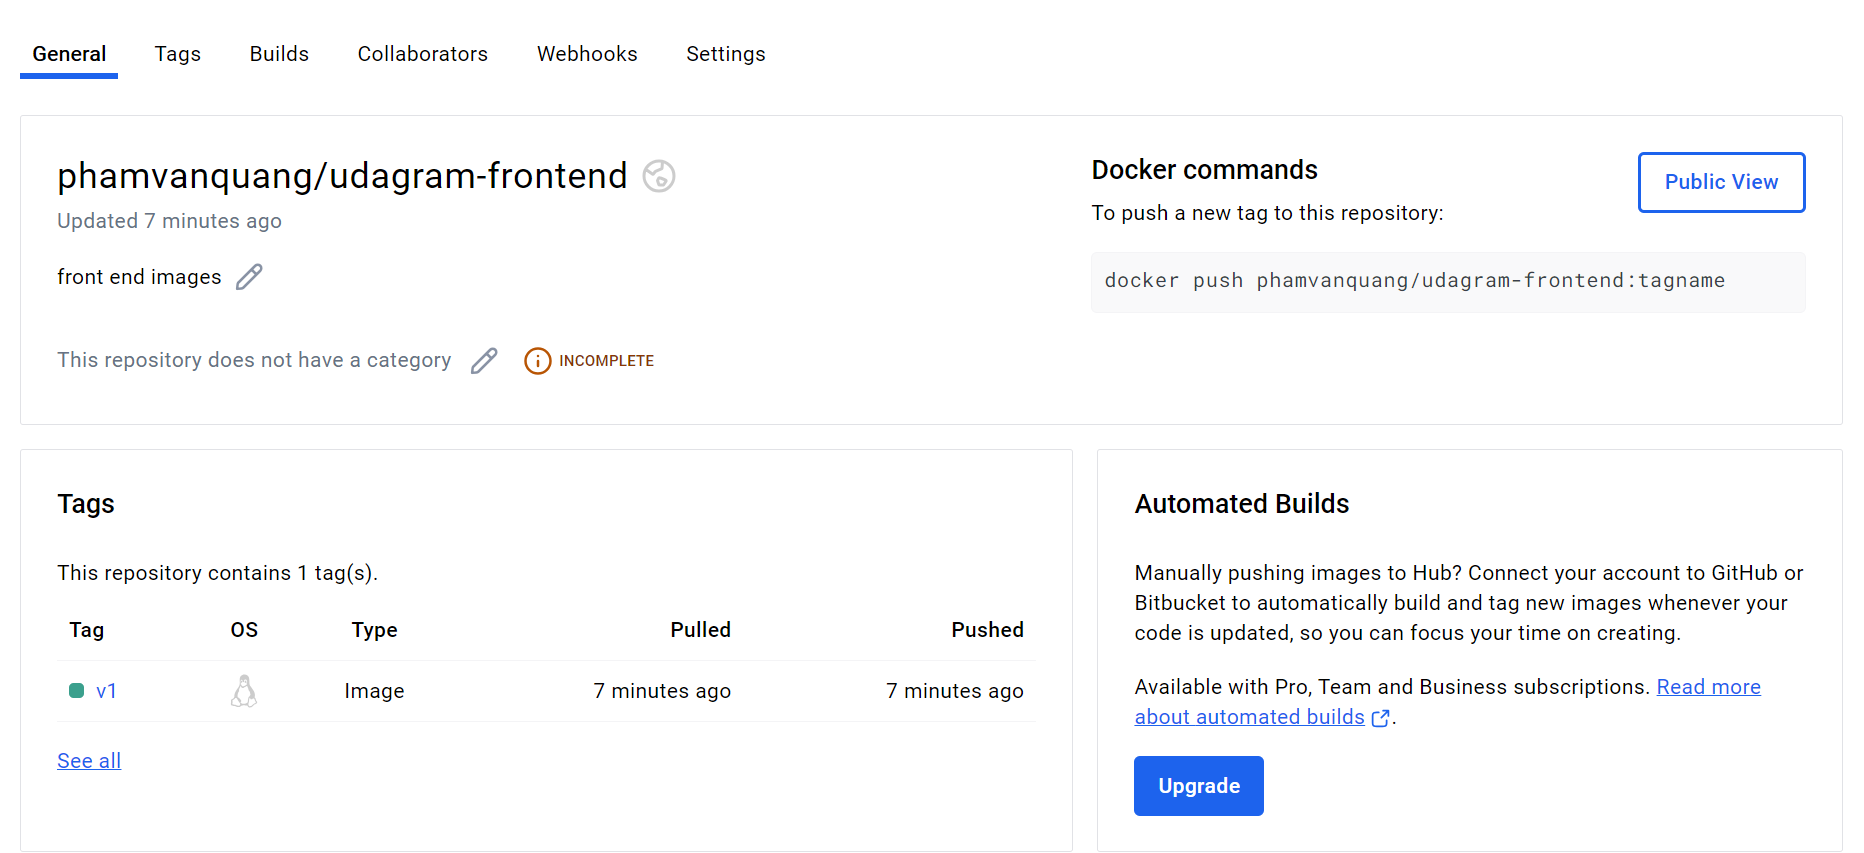 General Tags Builds Collaborators Webhooks Settings
phamvanquang/udagram-frontend
Updated 7 minutes ago
front end images
This repository does not have a category INCOMPLETE
Docker commands
Public View
To push a new tag to this repository:
docker push phamvanquang/udagram-frontend:tagname
Tags
This repository contains 1 tag(s).
Tag OS Type Pulled Pushed
v1 Image 7 minutes ago 7 minutes ago
See all
Automated Builds
Manually pushing images to Hub? Connect your account to GitHub or
Bitbucket to automatically build and tag new images whenever your
code is updated, so you can focus your time on creating.
Available with Pro, Team and Business subscriptions. Read more
about automated builds .
Upgrade